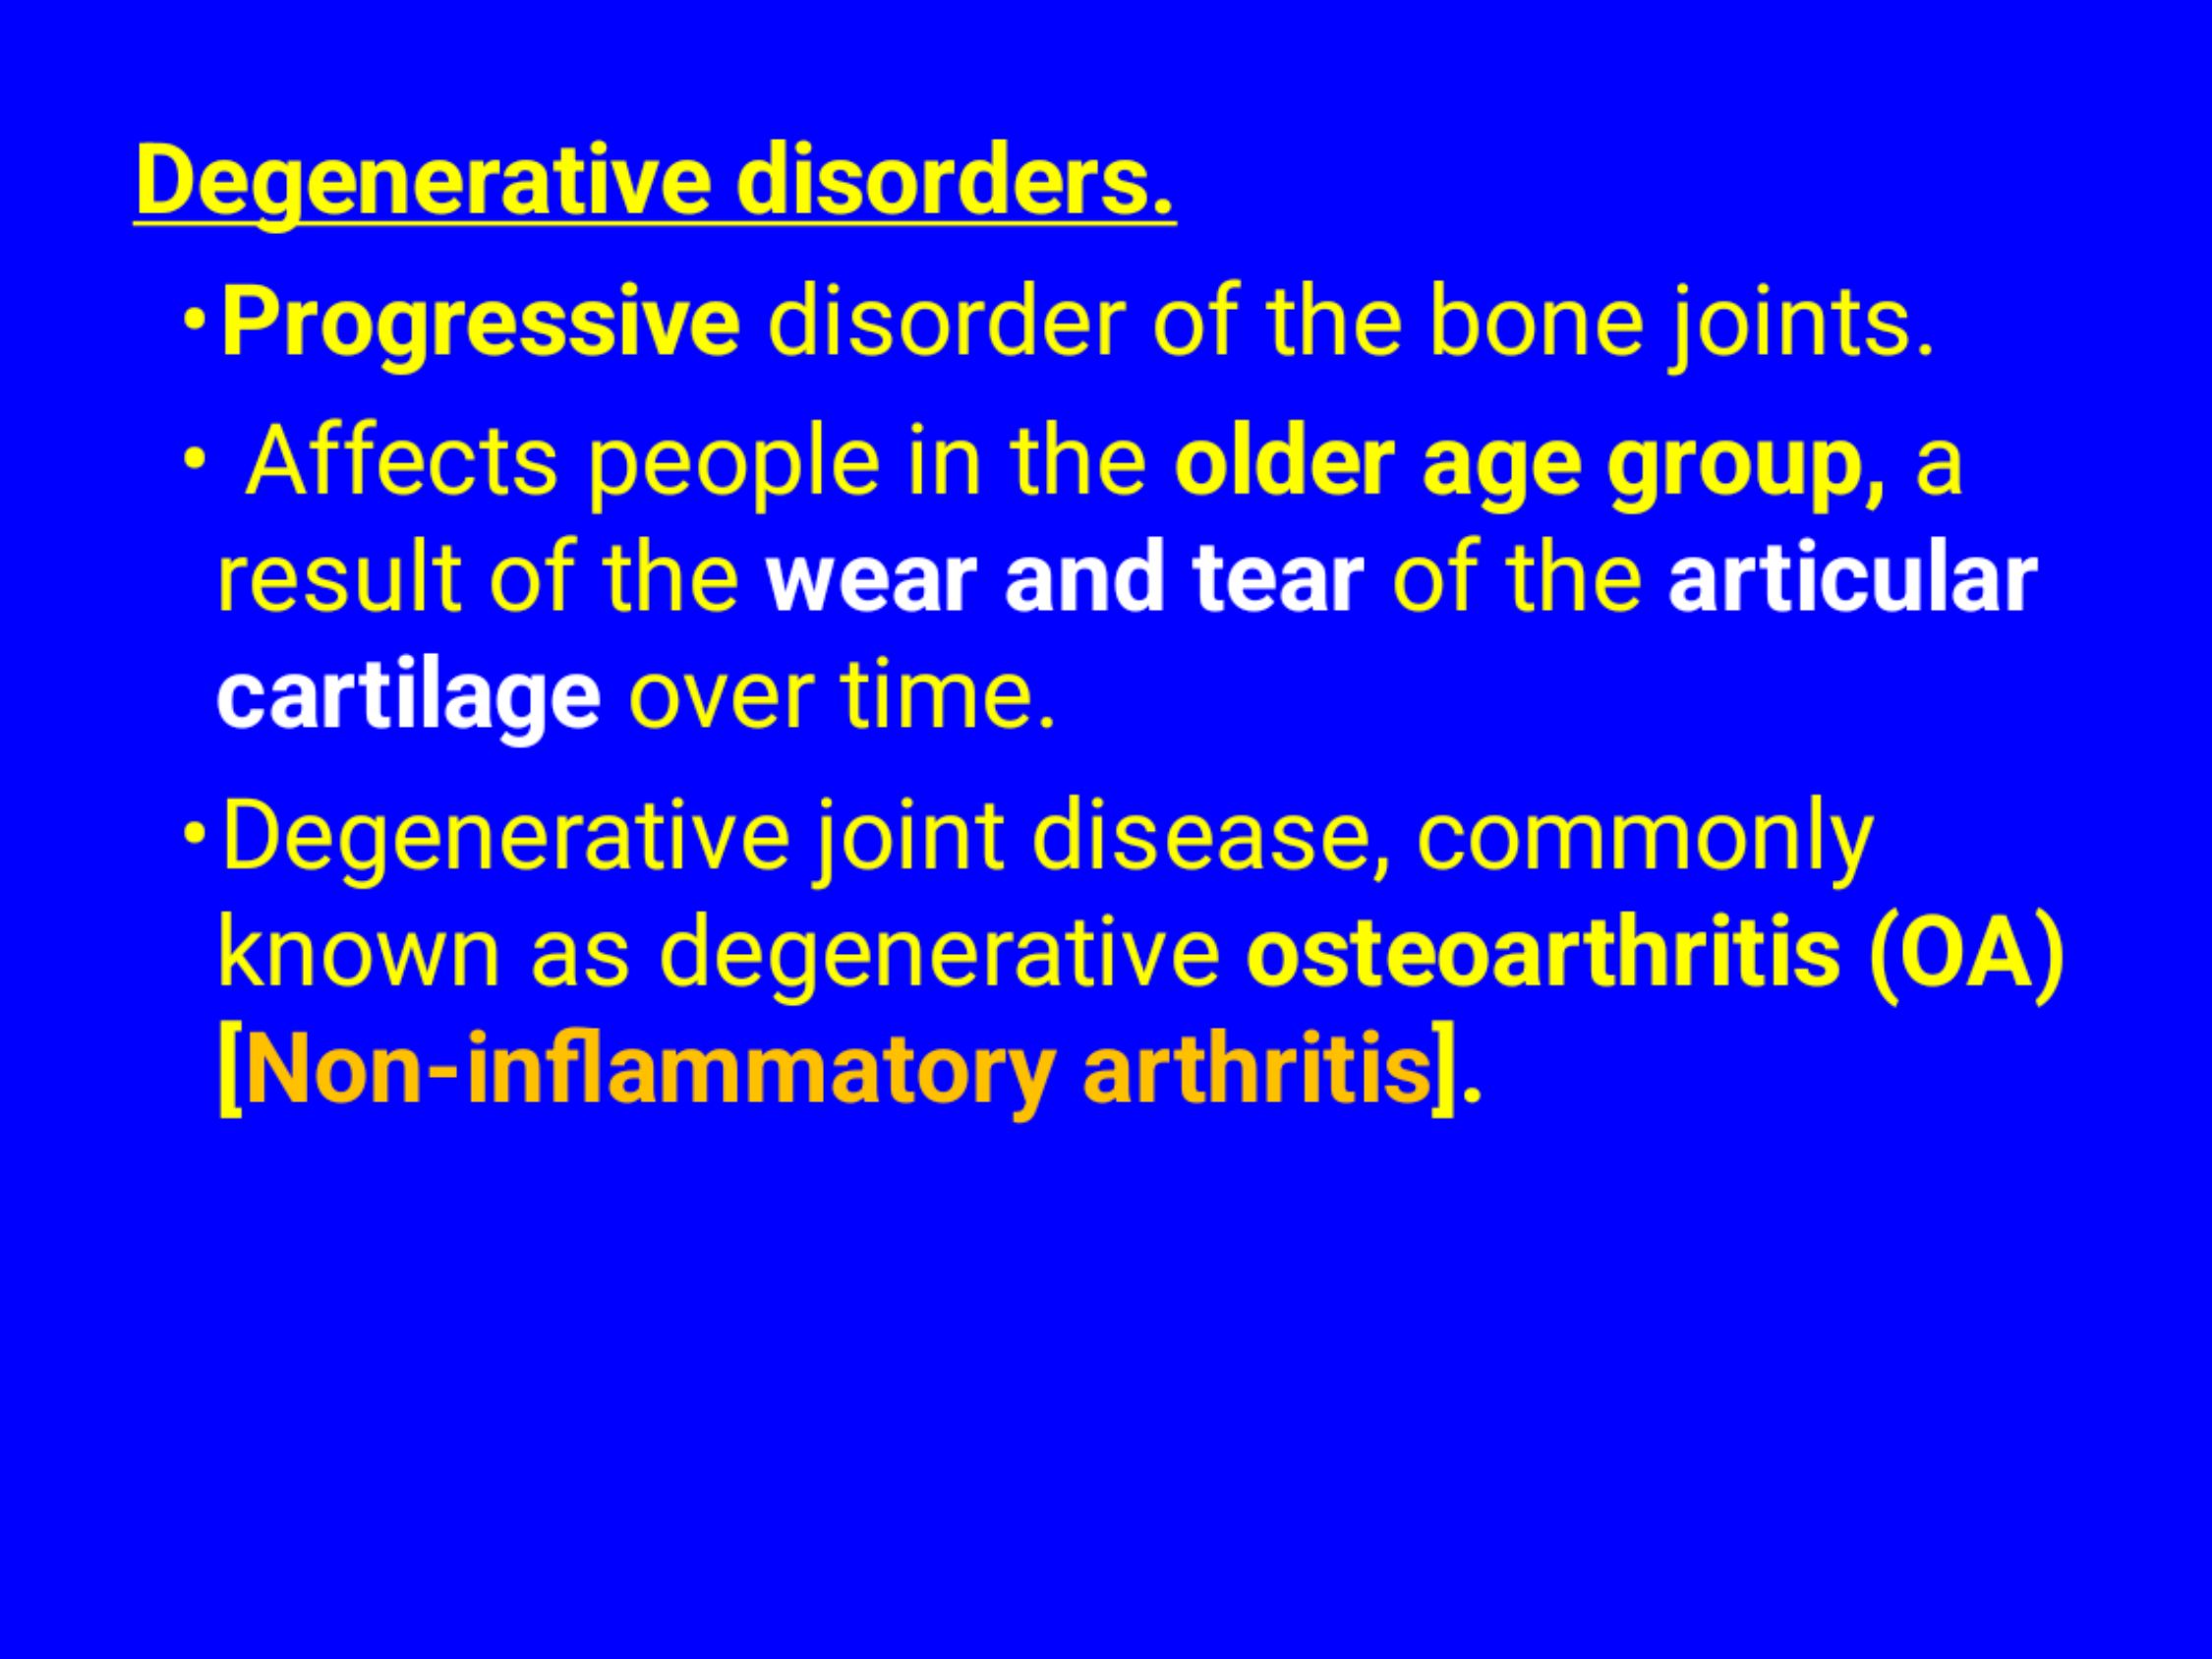 Degenerative disorders.
•Progressive disorder of the bone joints.
• Affects people in the older age group, a
result of the wear and tear of the articular
cartilage over time.
•Degenerative joint disease, commonly
known as degenerative osteoarthritis (OA)
[Non-inflammatory arthritis].